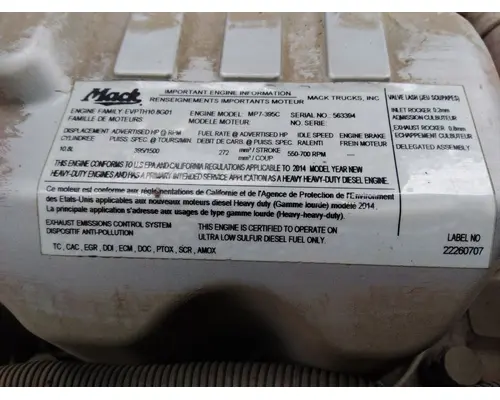 Mack
IMPORTANT ENGINE INFORMATION MACK TRUCKS, INC.
RENSEIGNEMENTS IMPORTANTS MOTEUR
ENGINE FAMILY EVPTH10.8G01 ENGINE MODEL MP7-395C SERIAL NO. 563394
FAMILLE DE MOTEUR MODELE MOTEUR NO. SERIE
DISPLACEMENT ADVERTISED HP @ RPM FUEL RATE @ ADVERTISED HP IDLE SPEED ENGINE BRAKE
CYLINDREE PUISS. SPEC @ TOURS/MIN DEBIT DE CARB. @ PUISS. SPEC RALENTI FREIN MOTEUR
10.8L 395/1500 272 mm³ / STROKE 550-700 RPM —
mm³ / COUP
THIS ENGINE CONFORMS TO U.S EPA AND CALIFORNIA REGULATIONS APPLICABLE TO 2014 MODEL YEAR NEW
HEAVY-DUTY ENGINES AND HAS A PRIMARY INTENDED SERVICE APPLICATION AS A HEAVY HEAVY-DUTY DIESEL ENGINE.
Ce moteur est conforme aux réglementations de Californie et de l'Agence de Protection de l'Environnement
des Etats-Unis applicables aux nouveaux moteurs diesel Heavy duty (Gamme lourde) modèle 2014.
La principale application s'adresse aux usages de type gamme lourde (Heavy-heavy-duty).
EXHAUST EMISSIONS CONTROL SYSTEM THIS ENGINE IS CERTIFIED TO OPERATE ON
DISPOSITIF ANTI-POLLUTION ULTRA LOW SULFUR DIESEL FUEL ONLY.
TC , CAC , EGR , DDI , ECM , DOC , PTOX , SCR , AMOX
VALVE LASH (JEU SOUPAPES)
INLET ROCKER 0.2mm
ADMISSION CULBUTEUR
EXHAUST ROCKER 0.8mm
ECHAPPEMENT CULBUTEUR
DELEGATED ASSEMBLY
LABEL NO
22260707